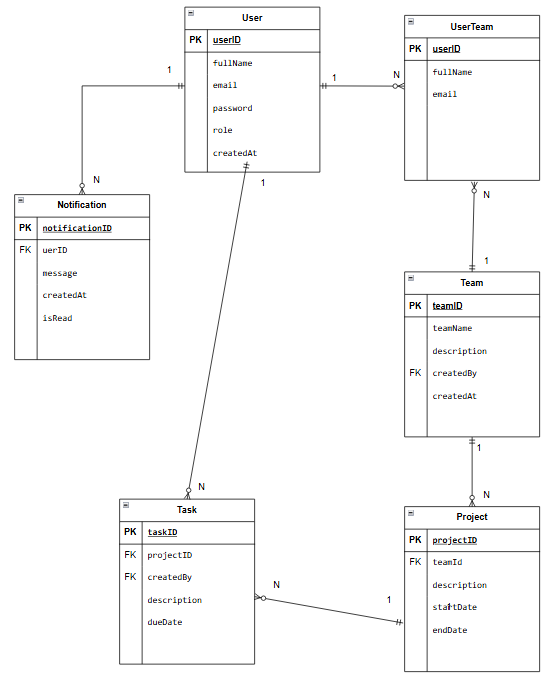 User
PK userID
fullName
email
password
role
createdAt
UserTeam
PK userID
fullName
email
1
N
1
N
Notification
PK notificationID
FK uerID
message
createdAt
isRead
1
N
1
Team
PK teamID
teamName
description
FK createdBy
createdAt
1
N
N
Task
PK taskID
FK projectID
FK createdBy
description
dueDate
Project
PK projectID
FK teamId
description
startDate
endDate
N
1